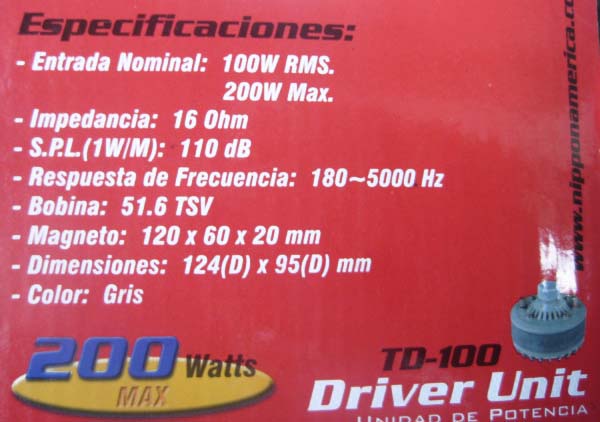 Especificaciones:
- Entrada Nominal: 100W RMS.
200W Max.
- Impedancia: 16 Ohm
- S.P.L.(1W/M): 110 dB
- Respuesta de Frecuencia: 180~5000 Hz
- Bobina: 51.6 TSV
- Magneto: 120 x 60 x 20 mm
- Dimensiones: 124(D) x 95(D) mm
- Color: Gris
200 Watts
MAX
TD-100
Driver Unit
UNIDAD DE POTENCIA
www.nipponamerica.co